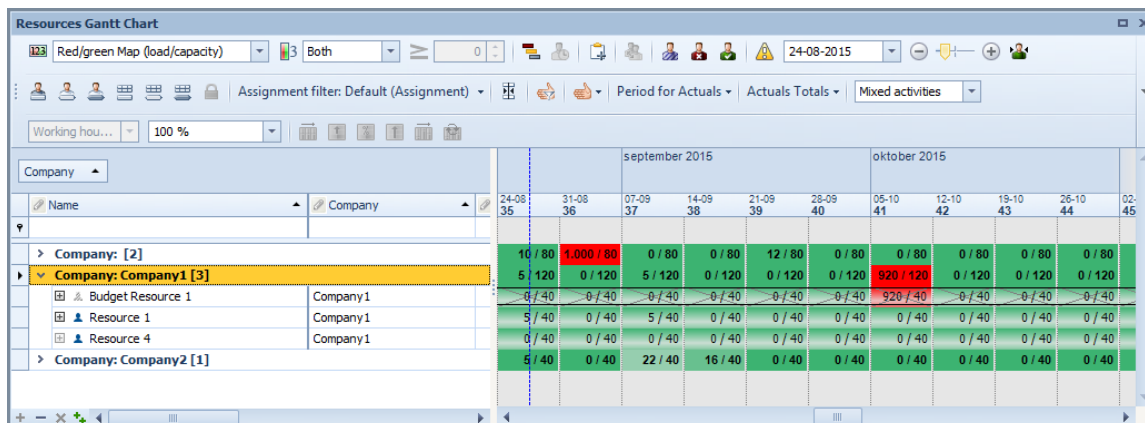 Resources Gantt Chart
123 Red/green Map (load/capacity) 3 Both ≥ 0 24-08-2015
Assignment filter: Default (Assignment) Period for Actuals Actuals Totals Mixed activities
Working hou... 100 %
Company
september 2015 oktober 2015
Name Company
24-08 31-08 07-09 14-09 21-09 28-09 05-10 12-10 19-10 26-10 02-
35 36 37 38 39 40 41 42 43 44 45
Company: [2] 10 / 80 1.000 / 80 0 / 80 0 / 80 12 / 80 0 / 80 0 / 80 0 / 80 0 / 80 0 / 80
Company: Company1 [3] 5 / 120 0 / 120 5 / 120 0 / 120 0 / 120 0 / 120 920 / 120 0 / 120 0 / 120 0 / 120
Budget Resource 1 Company1 0 / 40 0 / 40 0 / 40 0 / 40 0 / 40 0 / 40 920 / 40 0 / 40 0 / 40 0 / 40
Resource 1 Company1 5 / 40 0 / 40 5 / 40 0 / 40 0 / 40 0 / 40 0 / 40 0 / 40 0 / 40 0 / 40
Resource 4 Company1 0 / 40 0 / 40 0 / 40 0 / 40 0 / 40 0 / 40 0 / 40 0 / 40 0 / 40 0 / 40
Company: Company2 [1] 6 / 40 0 / 40 22 / 40 16 / 40 0 / 40 0 / 40 0 / 40 0 / 40 0 / 40 0 / 40